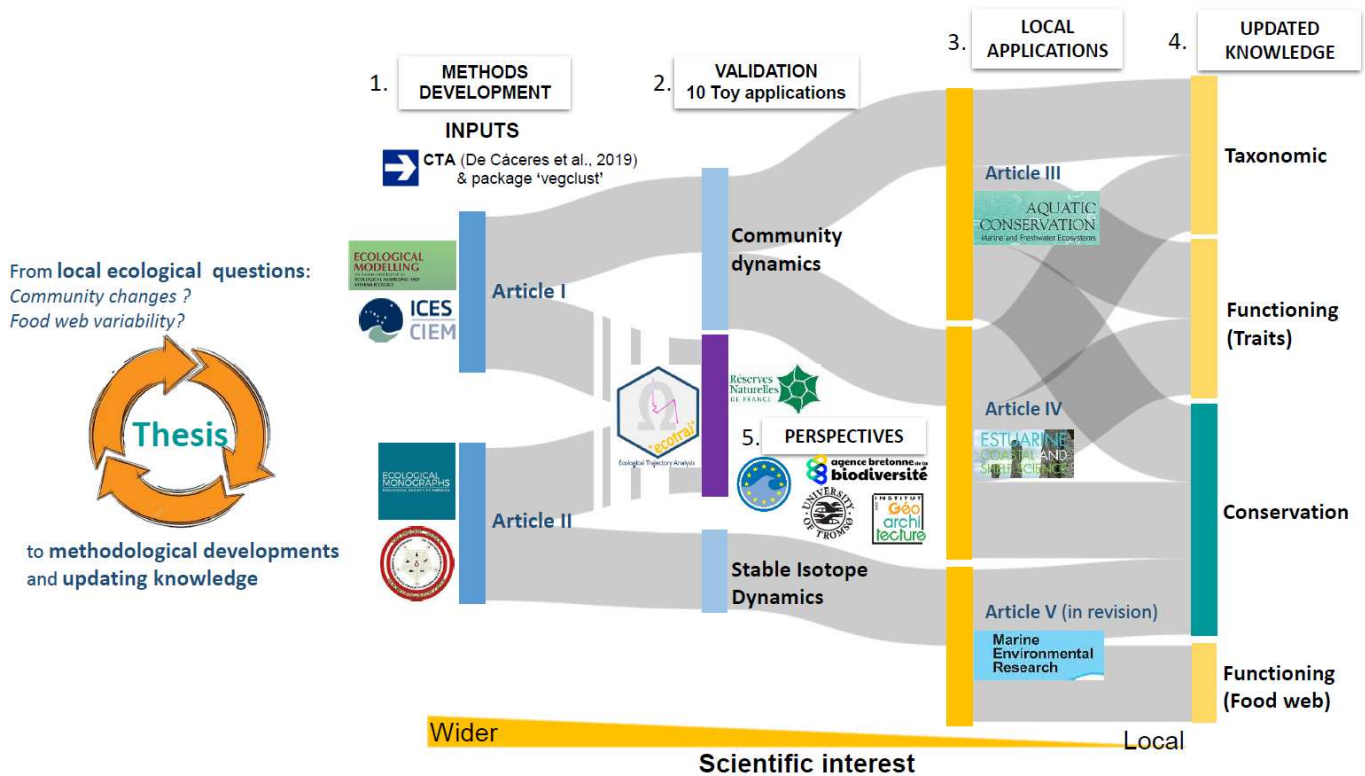 1.
METHODS
DEVELOPMENT
2.
VALIDATION
10 Toy applications
3.
LOCAL
APPLICATIONS
4.
UPDATED
KNOWLEDGE
INPUTS
CTA (De Càceres et al., 2019)
& package ‘vegclust’
From local ecological questions:
Community changes ?
Food web variability?
Thesis
to methodological developments
and updating knowledge
ECOLOGICAL
MODELLING
ICES
CIEM
Article I
ECOLOGICAL
MONOGRAPHS
ECOLOGICAL SOCIETY OF AMERICA
Article II
Community
dynamics
'ecotraj'
Ecological Trajectory Analysis
Réserves
Naturelles
DE FRANCE
5.
PERSPECTIVES
agence bretonne de la
biodiversité
UNIVERSITY
OF TROMSØ
INSTITUT
Géo
archi
tecture
Stable Isotope
Dynamics
Article III
AQUATIC
CONSERVATION
Marine and Freshwater Ecosystems
Article IV
ESTUARINE
COASTAL AND
SHELF SCIENCE
Article V (in revision)
Marine
Environmental
Research
Taxonomic
Functioning
(Traits)
Conservation
Functioning
(Food web)
Wider
Local
Scientific interest